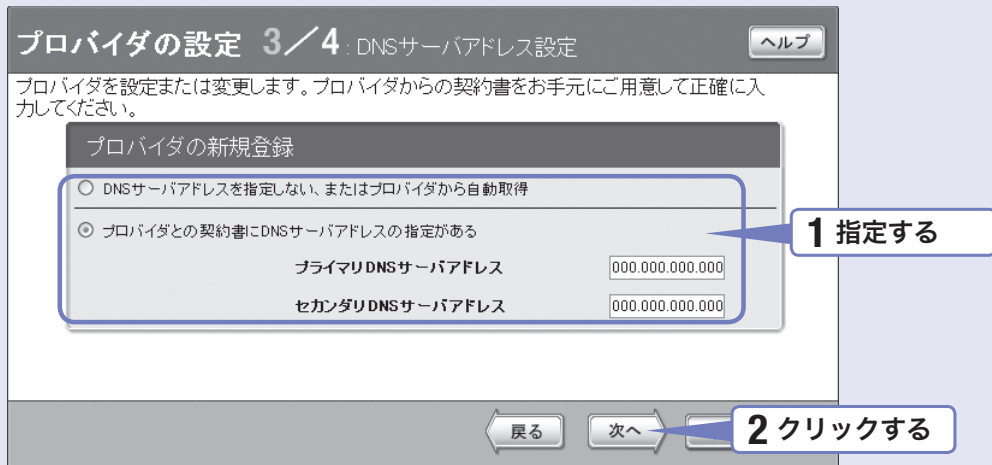 プロバイダの設定 3／4：DNSサーバアドレス設定
ヘルプ
プロバイダを設定または変更します。プロバイダからの契約書をお手元にご用意して正確に入
力してください。
プロバイダの新規登録
DNSサーバアドレスを指定しない、またはプロバイダから自動取得
プロバイダとの契約書にDNSサーバアドレスの指定がある
1 指定する
プライマリDNSサーバアドレス 000.000.000.000
セカンダリDNSサーバアドレス 000.000.000.000
戻る
次へ
2 クリックする